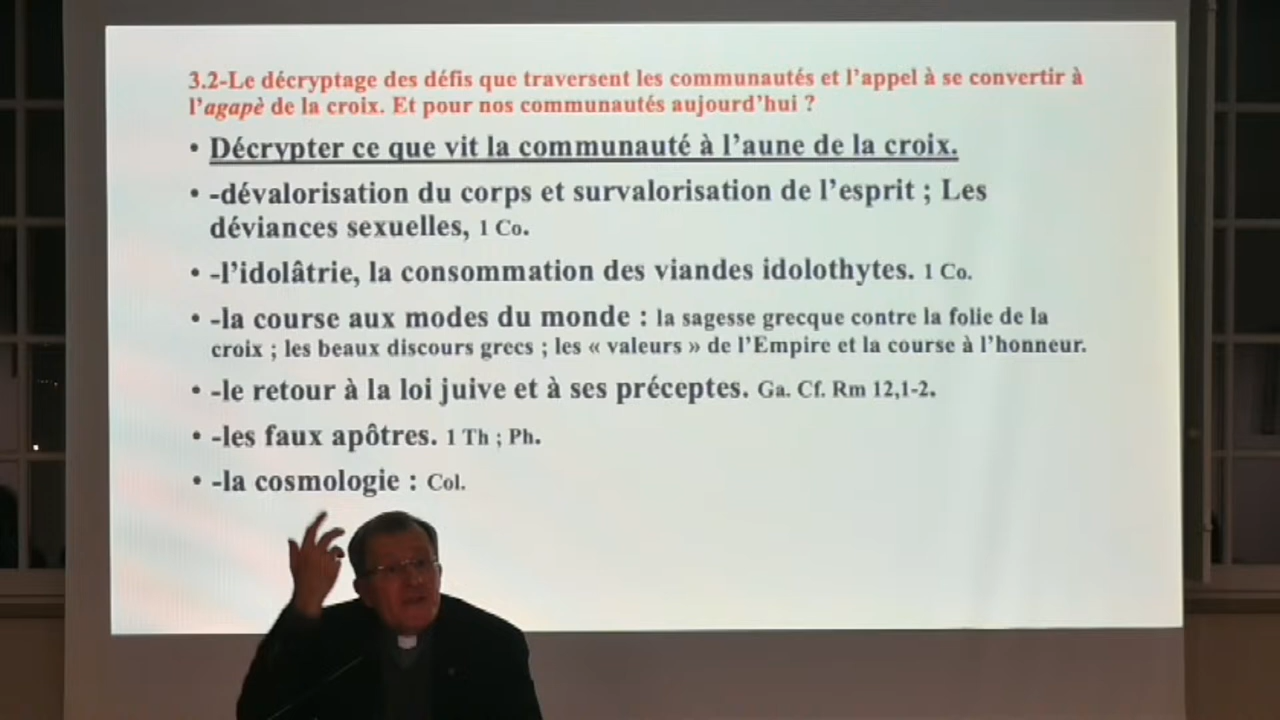 3.2-Le décryptage des défis que traversent les communautés et l’appel à se convertir à
l’agapè de la croix. Et pour nos communautés aujourd’hui ?
• Décrypter ce que vit la communauté à l’aune de la croix.
• -dévalorisation du corps et survalorisation de l’esprit ; Les
déviances sexuelles, 1 Co.
• -l’idolâtrie, la consommation des viandes idolothytes. 1 Co.
• -la course aux modes du monde : la sagesse grecque contre la folie de la
croix ; les beaux discours grecs ; les « valeurs » de l’Empire et la course à l’honneur.
• -le retour à la loi juive et à ses préceptes. Ga. Cf. Rm 12,1-2.
• -les faux apôtres. 1 Th ; Ph.
• -la cosmologie : Col.